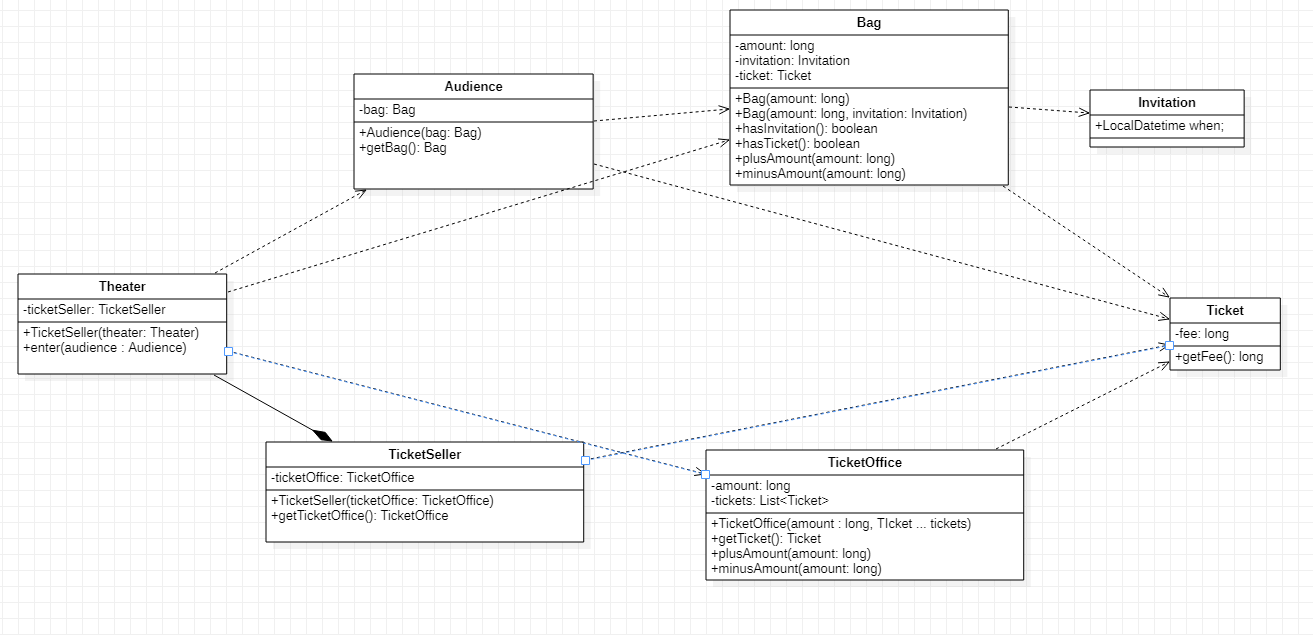 Bag
-amount: long
-invitation: Invitation
-ticket: Ticket
+Bag(amount: long)
+Bag(amount: long, invitation: Invitation)
+hasInvitation(): boolean
+hasTicket(): boolean
+plusAmount(amount: long)
+minusAmount(amount: long)
Audience
-bag: Bag
+Audience(bag: Bag)
+getBag(): Bag
Invitation
+LocalDatetime when;
Theater
-ticketSeller: TicketSeller
+TicketSeller(theater: Theater)
+enter(audience : Audience)
Ticket
-fee: long
+getFee(): long
TicketSeller
-ticketOffice: TicketOffice
+TicketSeller(ticketOffice: TicketOffice)
+getTicketOffice(): TicketOffice
TicketOffice
-amount: long
-tickets: List<Ticket>
+TicketOffice(amount : long, TIcket ... tickets)
+getTicket(): Ticket
+plusAmount(amount: long)
+minusAmount(amount: long)